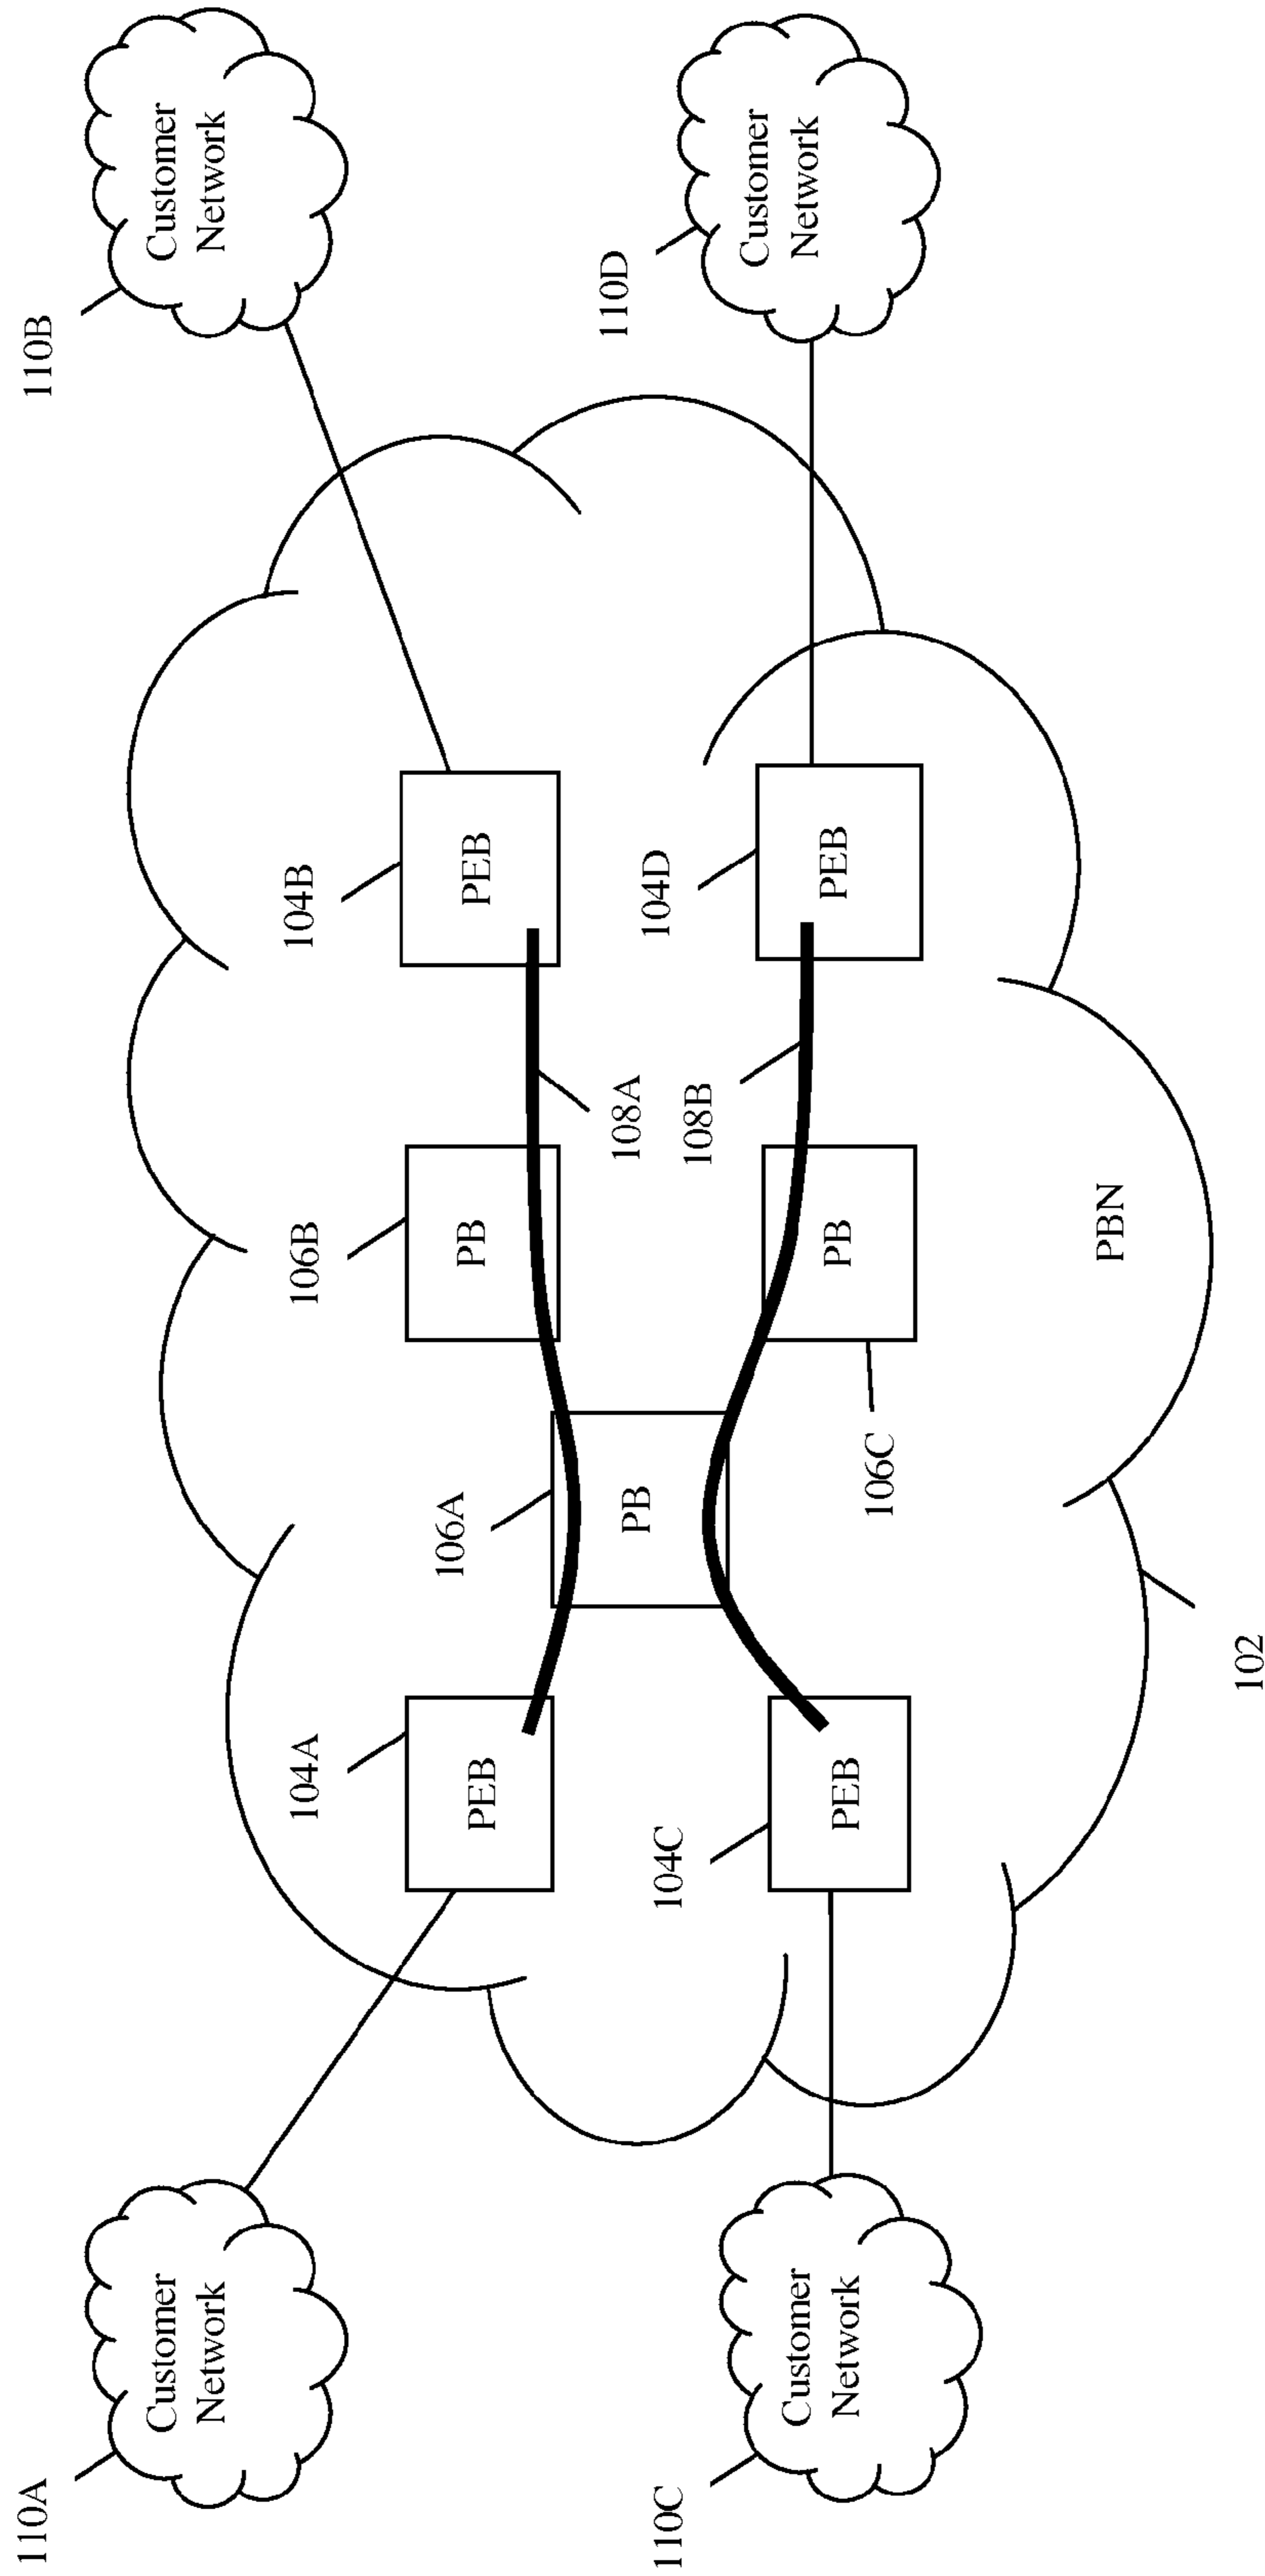 110A
Customer
Network
110B
Customer
Network
104A
PEB
106B
PB
104B
PEB
106A
PB
108A
108B
104C
PEB
106C
PB
104D
PEB
110C
Customer
Network
110D
Customer
Network
PBN
102